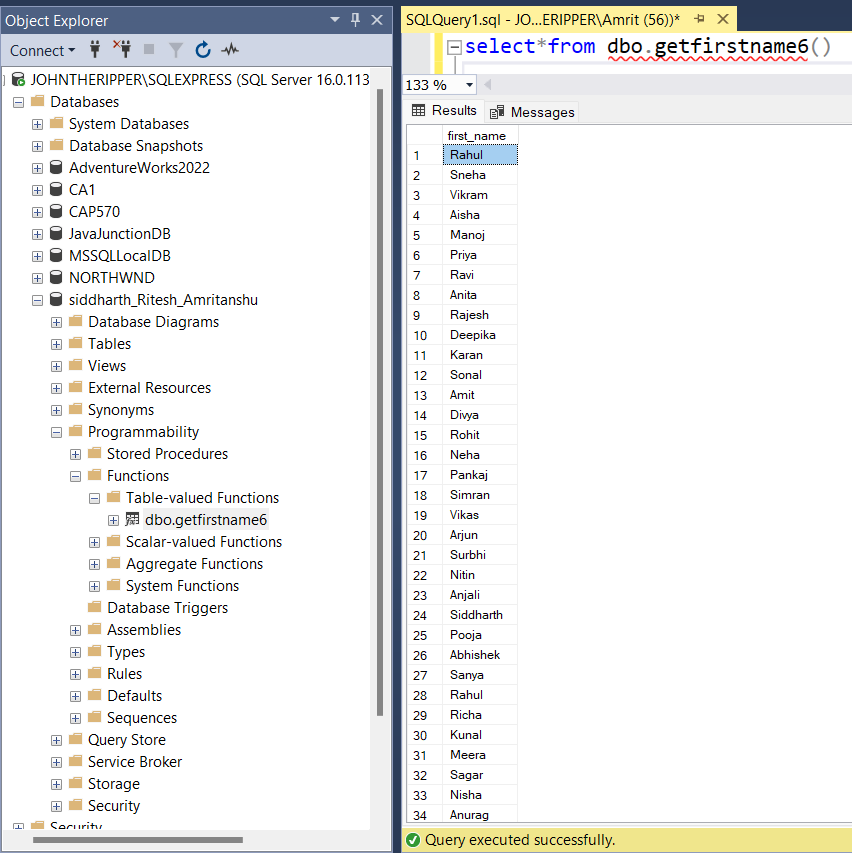 Object Explorer
Connect
JOHNTHERIPPER\SQLEXPRESS (SQL Server 16.0.113
Databases
System Databases
Database Snapshots
AdventureWorks2022
CA1
CAP570
JavaJunctionDB
MSSQLLocalDB
NORTHWND
siddharth_Ritesh_Amritanshu
Database Diagrams
Tables
Views
External Resources
Synonyms
Programmability
Stored Procedures
Functions
Table-valued Functions
dbo.getfirstname6
Scalar-valued Functions
Aggregate Functions
System Functions
Database Triggers
Assemblies
Types
Rules
Defaults
Sequences
Query Store
Service Broker
Storage
Security
Security
SQLQuery1.sql - JO...ERIPPER\Amrit (56))*
select*from dbo.getfirstname6()
133 %
Results Messages
first_name
1 Rahul
2 Sneha
3 Vikram
4 Aisha
5 Manoj
6 Priya
7 Ravi
8 Anita
9 Rajesh
10 Deepika
11 Karan
12 Sonal
13 Amit
14 Divya
15 Rohit
16 Neha
17 Pankaj
18 Simran
19 Vikas
20 Arjun
21 Surbhi
22 Nitin
23 Anjali
24 Siddharth
25 Pooja
26 Abhishek
27 Sanya
28 Rahul
29 Richa
30 Kunal
31 Meera
32 Sagar
33 Nisha
34 Anurag
Query executed successfully.